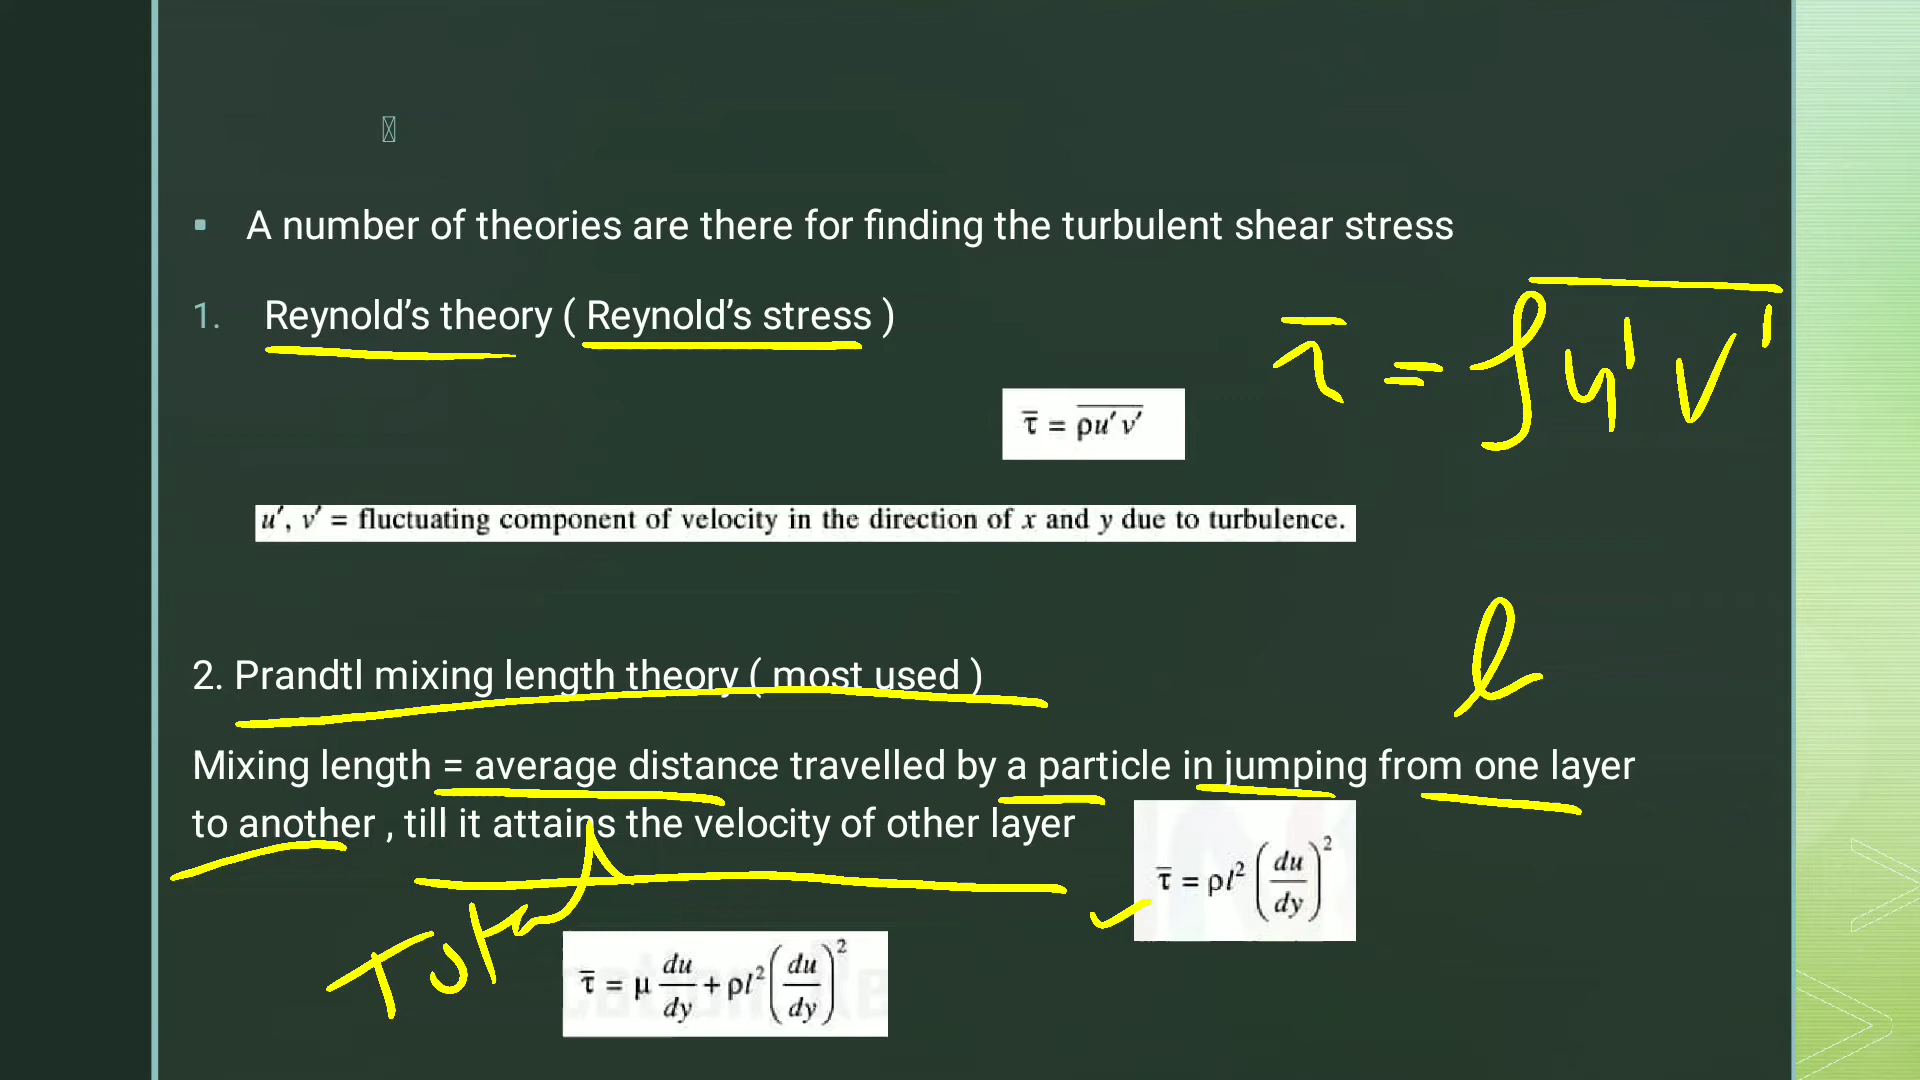 ▪ A number of theories are there for finding the turbulent shear stress
1. Reynold’s theory ( Reynold’s stress )
τ̅ = ρu′v′
τ̅ = \overline{ρu′v′}
u′, v′ = fluctuating component of velocity in the direction of x and y due to turbulence.
l
2. Prandtl mixing length theory ( most used )
Mixing length = average distance travelled by a particle in jumping from one layer
to another , till it attains the velocity of other layer
τ̅ = ρl² (du/dy)²
Total
τ̅ = μ du/dy + ρl² (du/dy)²